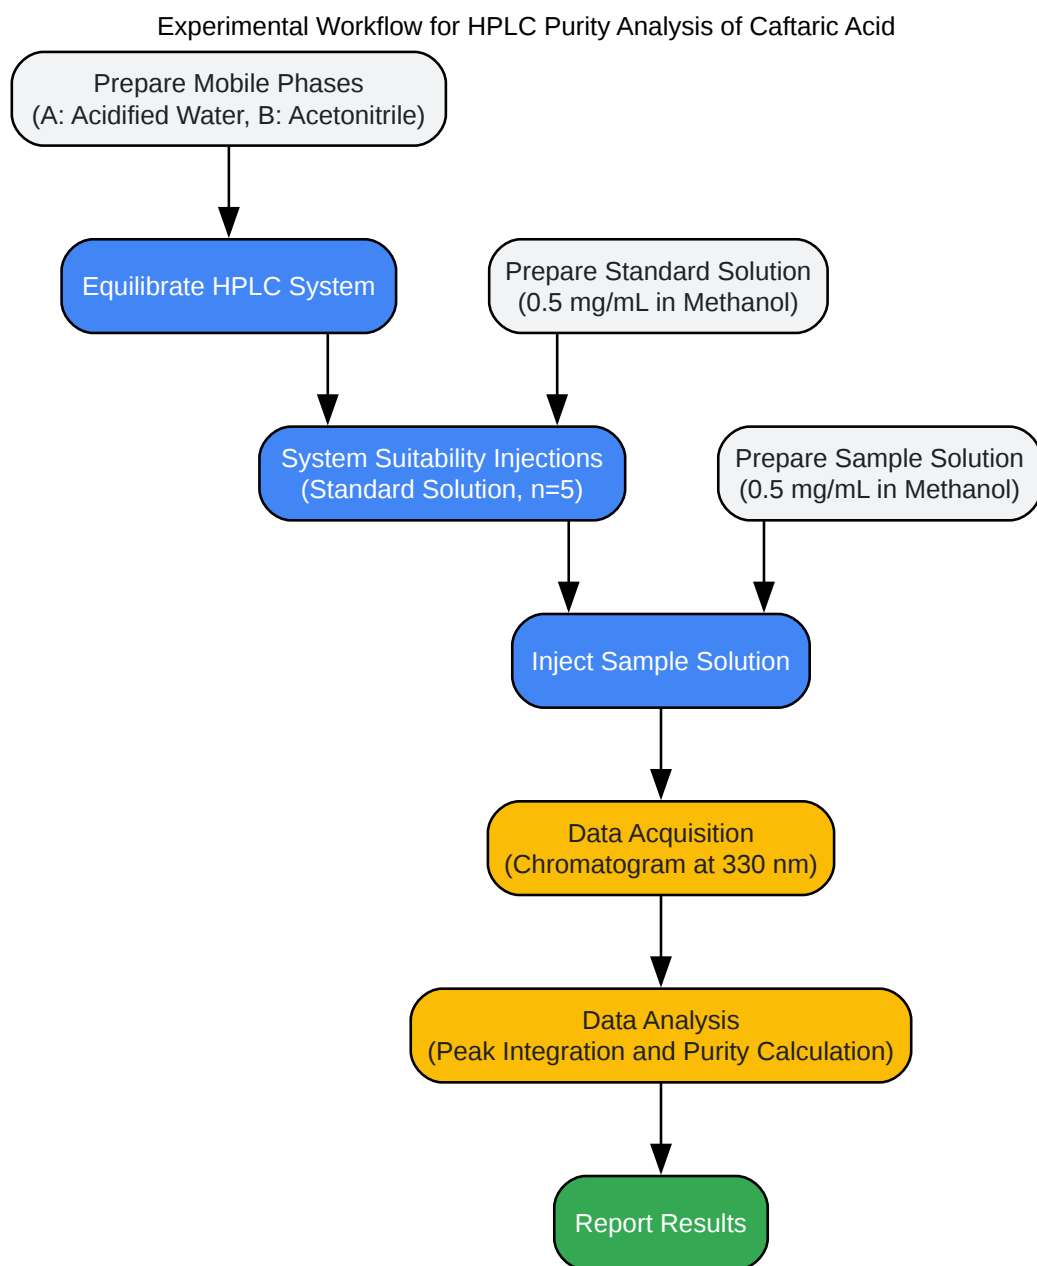 Experimental Workflow for HPLC Purity Analysis of Caftaric Acid
Prepare Mobile Phases
(A: Acidified Water, B: Acetonitrile)
Equilibrate HPLC System
Prepare Standard Solution
(0.5 mg/mL in Methanol)
System Suitability Injections
(Standard Solution, n=5)
Prepare Sample Solution
(0.5 mg/mL in Methanol)
Inject Sample Solution
Data Acquisition
(Chromatogram at 330 nm)
Data Analysis
(Peak Integration and Purity Calculation)
Report Results